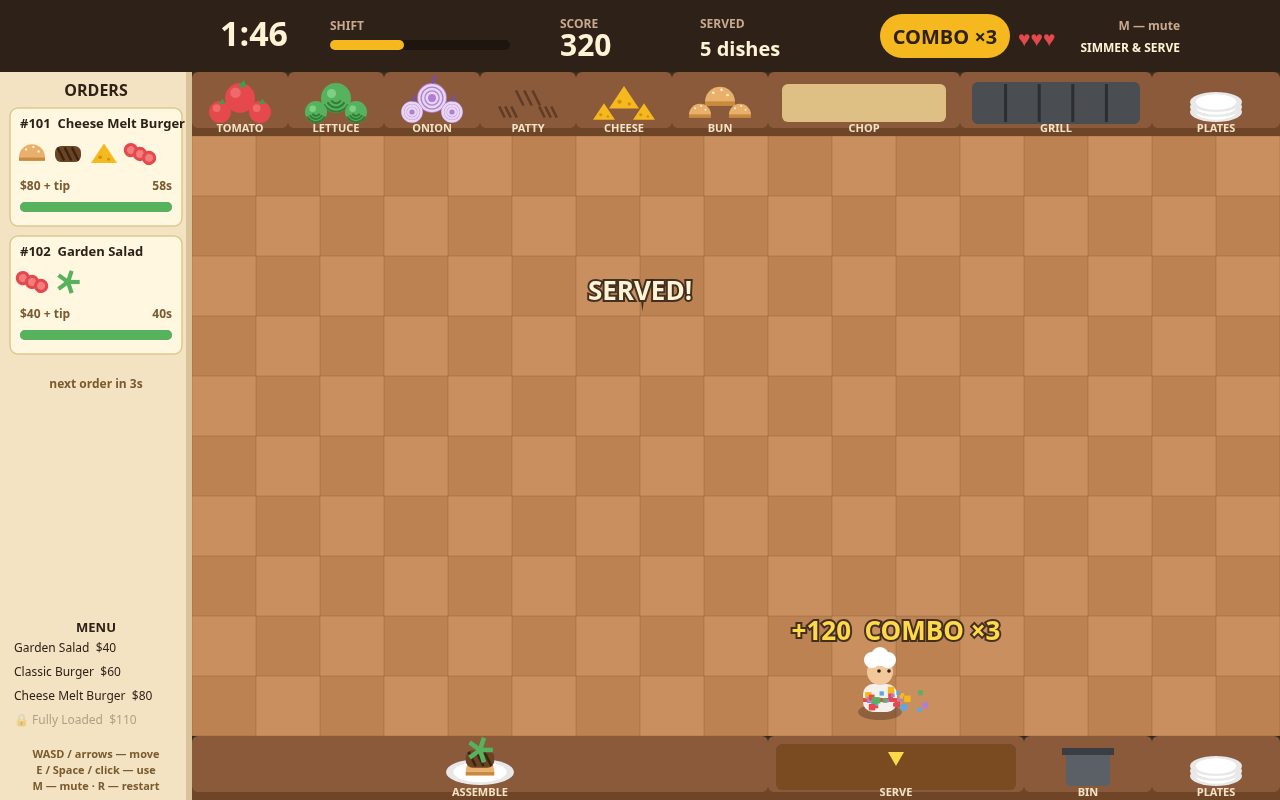 1:46
SHIFT
SCORE
320
SERVED
5 dishes
COMBO ×3
♥♥♥
M — mute
SIMMER & SERVE
ORDERS
#101 Cheese Melt Burger
$80 + tip 58s
#102 Garden Salad
$40 + tip 40s
next order in 3s
MENU
Garden Salad $40
Classic Burger $60
Cheese Melt Burger $80
🔒 Fully Loaded $110
WASD / arrows — move
E / Space / click — use
M — mute · R — restart
TOMATO
LETTUCE
ONION
PATTY
CHEESE
BUN
CHOP
GRILL
PLATES
SERVED!
+120 COMBO ×3
ASSEMBLE
SERVE
BIN
PLATES